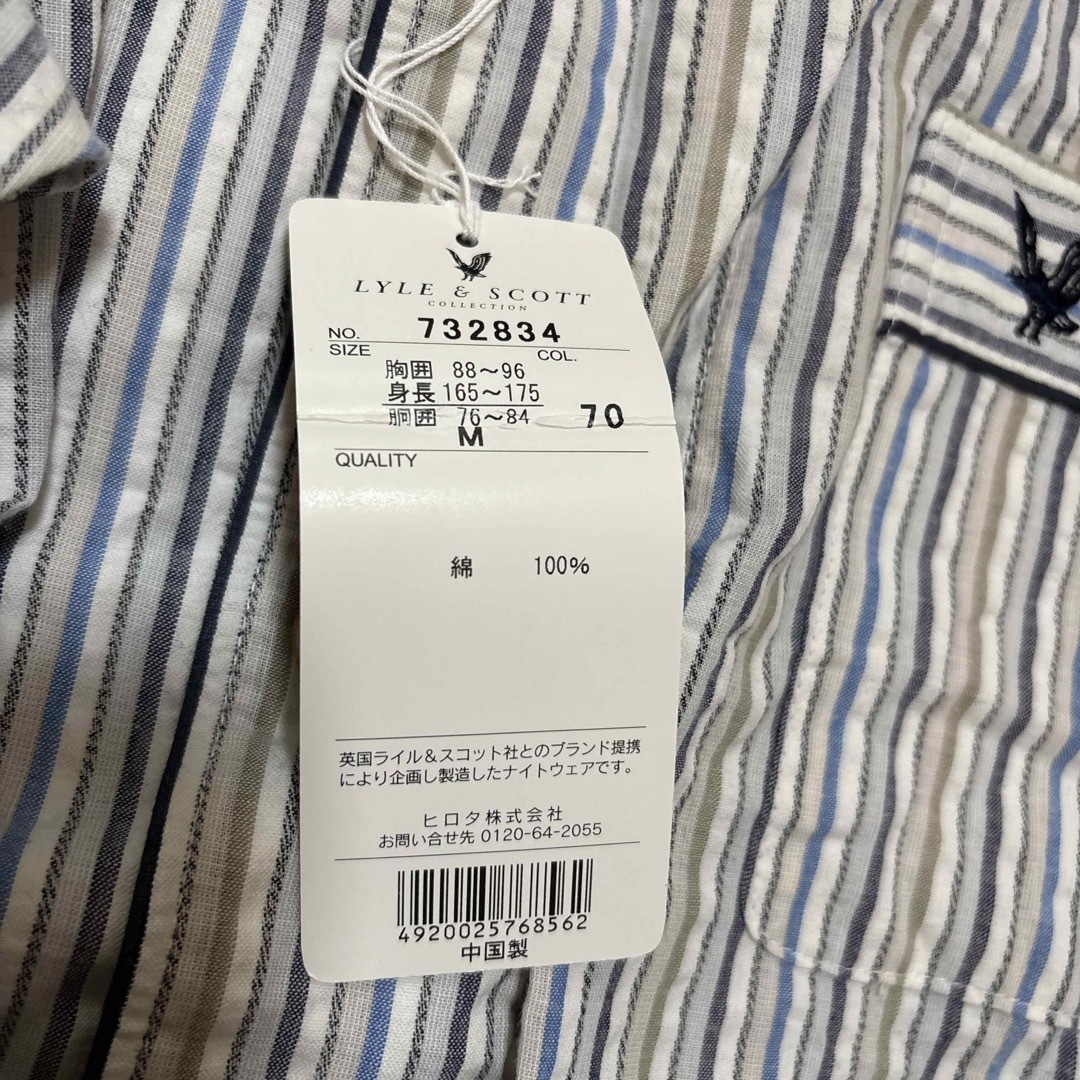 LYLE & SCOTT
COLLECTION
NO. 732834
SIZE COL.
胸囲 88～96
身長 165～175
胴囲 76～84 70
M
QUALITY
綿 100%
英国ライル&スコット社とのブランド提携
により企画し製造したナイトウェアです。
ヒロタ株式会社
お問い合せ先 0120-64-2055
4920025768562
中国製